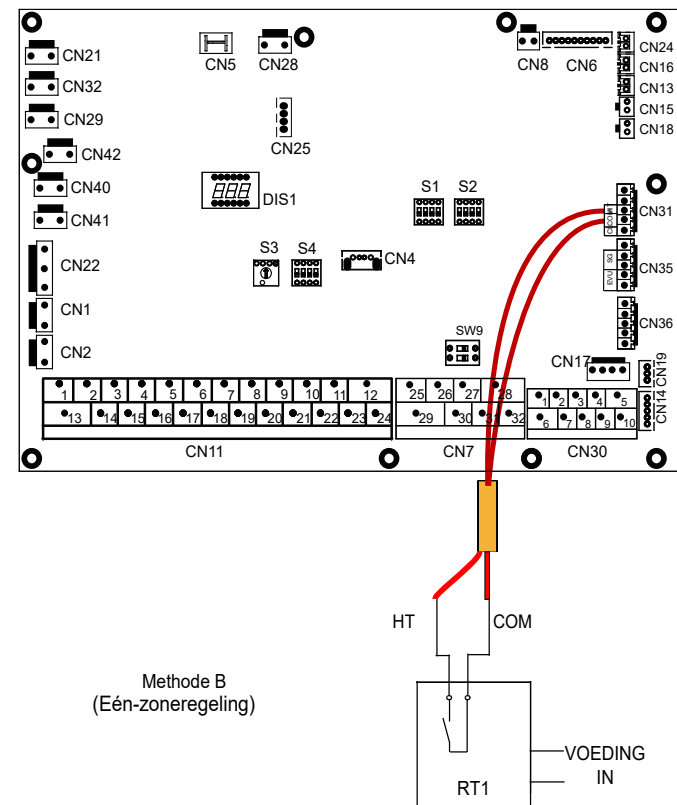 CN21
CN5
CN28
CN8
CN6
CN24
CN16
CN32
CN13
CN15
CN29
CN18
CN25
CN42
CN40
DIS1
S1
S2
CN41
CN31
S3
S4
CN4
CN22
SG
EVU
CN35
CN1
CN36
SW9
CN2
CN17
CN19
1 2 3 4 5 6 7 8 9 10 11 12
25 26 27 28
1 2 3 4 5
CN14
13 14 15 16 17 18 19 20 21 22 23 24
29 30 31 32
6 7 8 9 10
CN11
CN7
CN30
HT
COM
Methode B
(Eén-zoneregeling)
VOEDING
IN
RT1